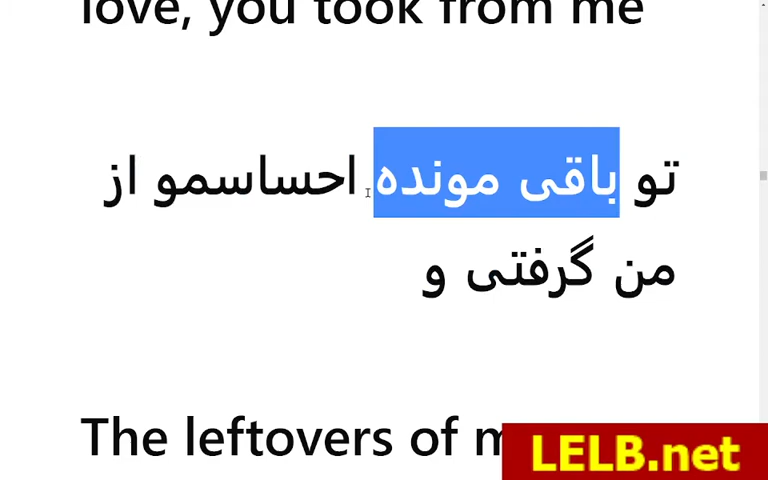 love, you took from me
تو باقی مونده احساسمو از
من گرفتی و
The leftovers of
LELB.net